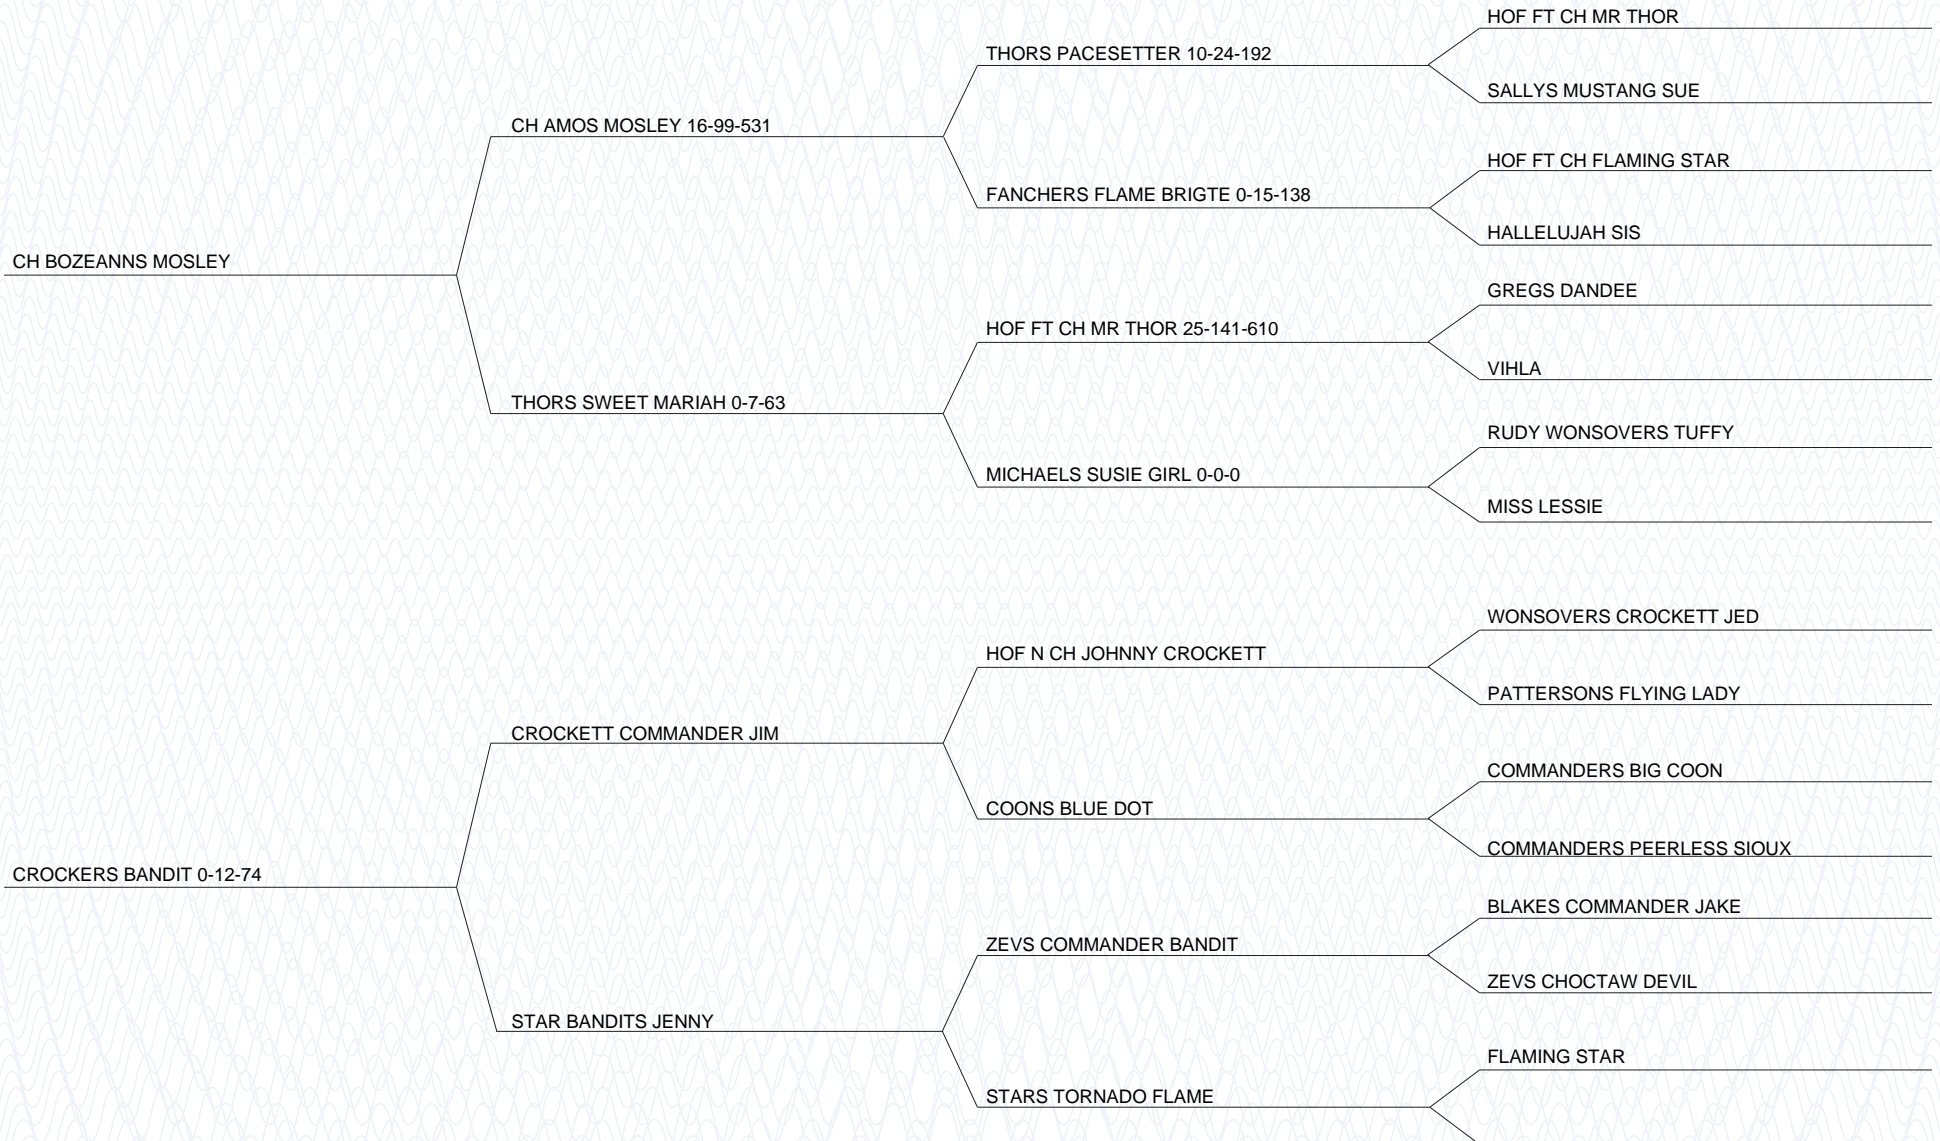 HOF FT CH MR THOR
THORS PACESETTER 10-24-192
SALLYS MUSTANG SUE
CH AMOS MOSLEY 16-99-531
HOF FT CH FLAMING STAR
FANCHERS FLAME BRIGTE 0-15-138
HALLELUJAH SIS
CH BOZEANNS MOSLEY
GREGS DANDEE
HOF FT CH MR THOR 25-141-610
VIHLA
THORS SWEET MARIAH 0-7-63
RUDY WONSOVERS TUFFY
MICHAELS SUSIE GIRL 0-0-0
MISS LESSIE
WONSOVERS CROCKETT JED
HOF N CH JOHNNY CROCKETT
PATTERSONS FLYING LADY
CROCKETT COMMANDER JIM
COMMANDERS BIG COON
COONS BLUE DOT
COMMANDERS PEERLESS SIOUX
CROCKERS BANDIT 0-12-74
BLAKES COMMANDER JAKE
ZEVS COMMANDER BANDIT
ZEVS CHOCTAW DEVIL
STAR BANDITS JENNY
FLAMING STAR
STARS TORNADO FLAME